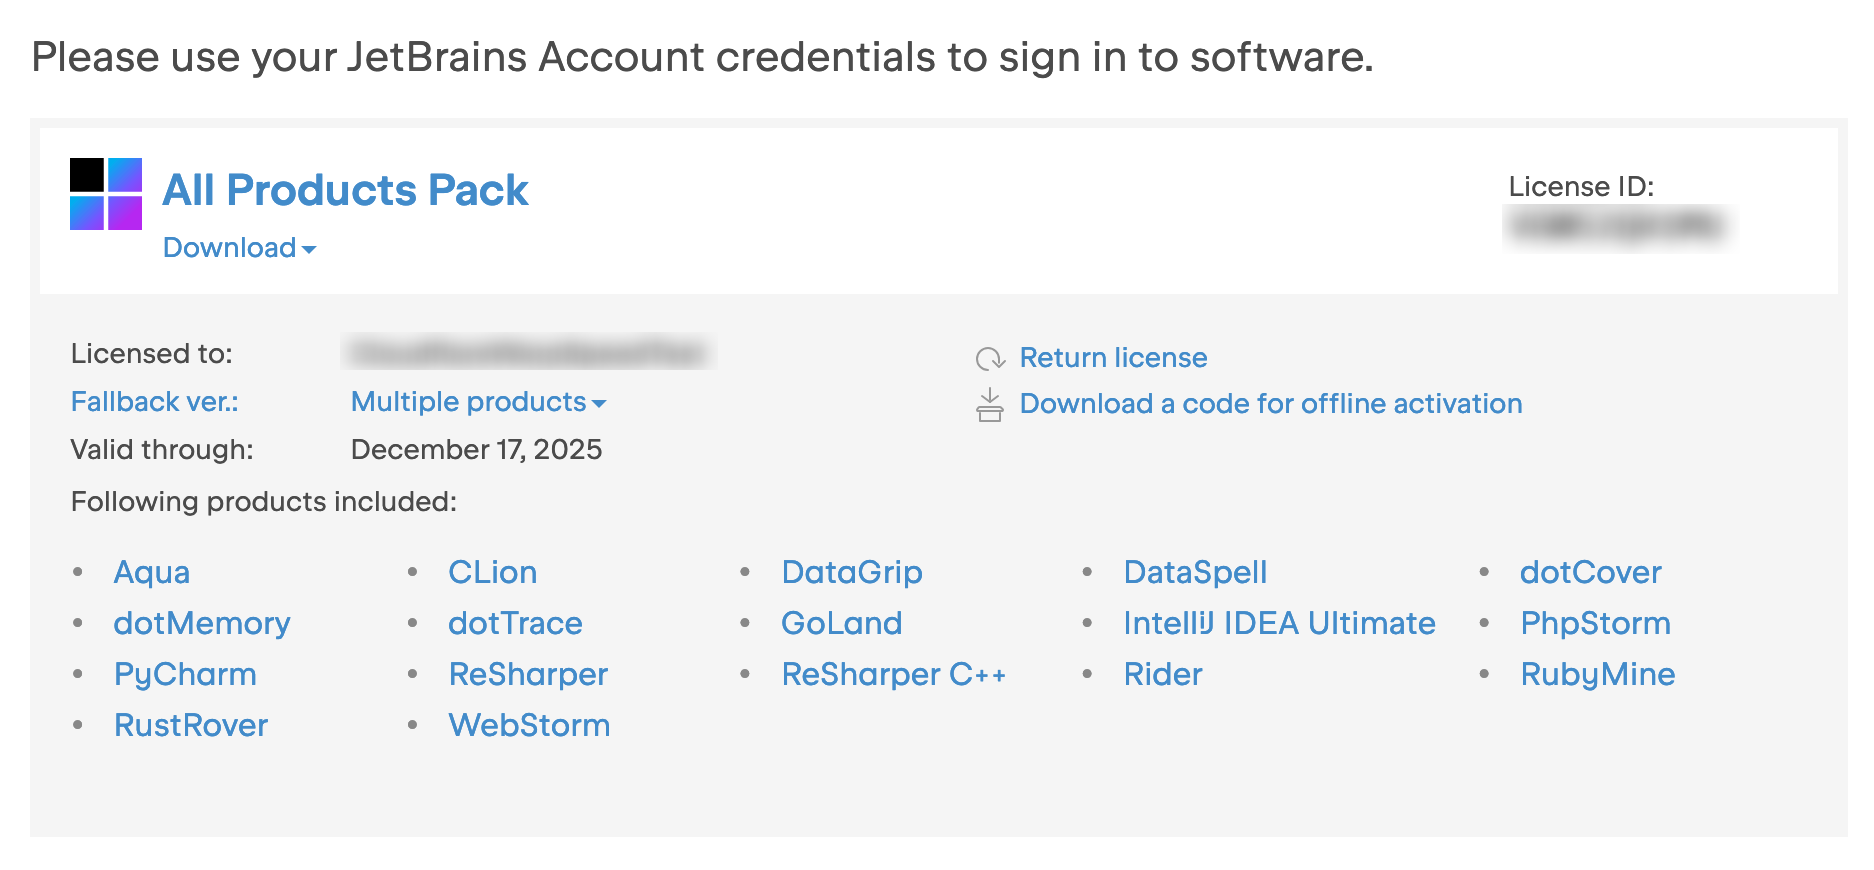 Please use your JetBrains Account credentials to sign in to software.
All Products Pack
Download
License ID:
Licensed to:
Return license
Fallback ver.: Multiple products
Download a code for offline activation
Valid through: December 17, 2025
Following products included:
• Aqua • CLion • DataGrip • DataSpell • dotCover
• dotMemory • dotTrace • GoLand • IntelliJ IDEA Ultimate • PhpStorm
• PyCharm • ReSharper • ReSharper C++ • Rider • RubyMine
• RustRover • WebStorm